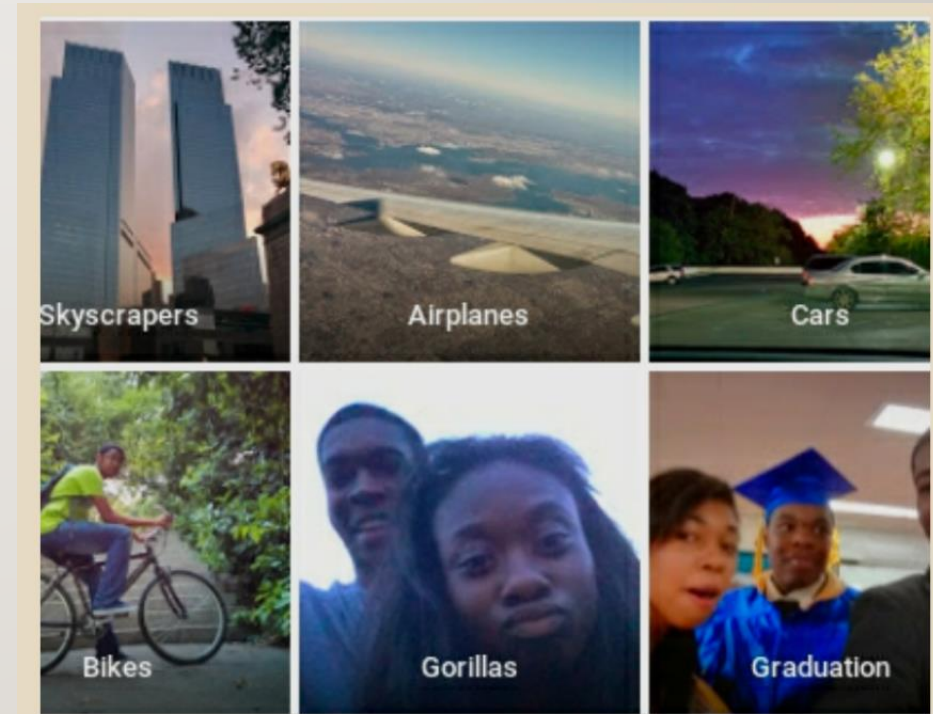 Skyscrapers
Airplanes
Cars
Bikes
Gorillas
Graduation